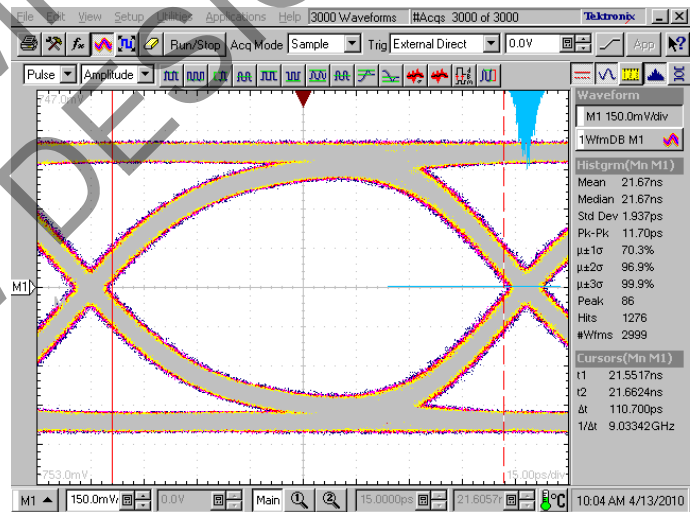 File Edit View Setup Utilities Applications Help 3000 Waveforms #Acqs 3000 of 3000 Tektronix
Run/Stop Acq Mode Sample Trig External Direct 0.0V App
Pulse Amplitude
747.0mV
Waveform
M1 150.0mV/div
1WfmDB M1
Histgrm(Mn M1)
Mean 21.67ns
Median 21.67ns
Std Dev 1.937ps
Pk-Pk 11.70ps
µ±1σ 70.3%
µ±2σ 96.9%
µ±3σ 99.9%
Peak 86
Hits 1276
#Wfms 2999
M1
Cursors(Mn M1)
t1 21.5517ns
t2 21.6624ns
Δt 110.700ps
1/Δt 9.03342GHz
-753.0mV 15.00ps/div
M1 150.0mV/ 0.0V Main 1 2 15.0000ps 21.6057r °C 10:04 AM 4/13/2010
DESI